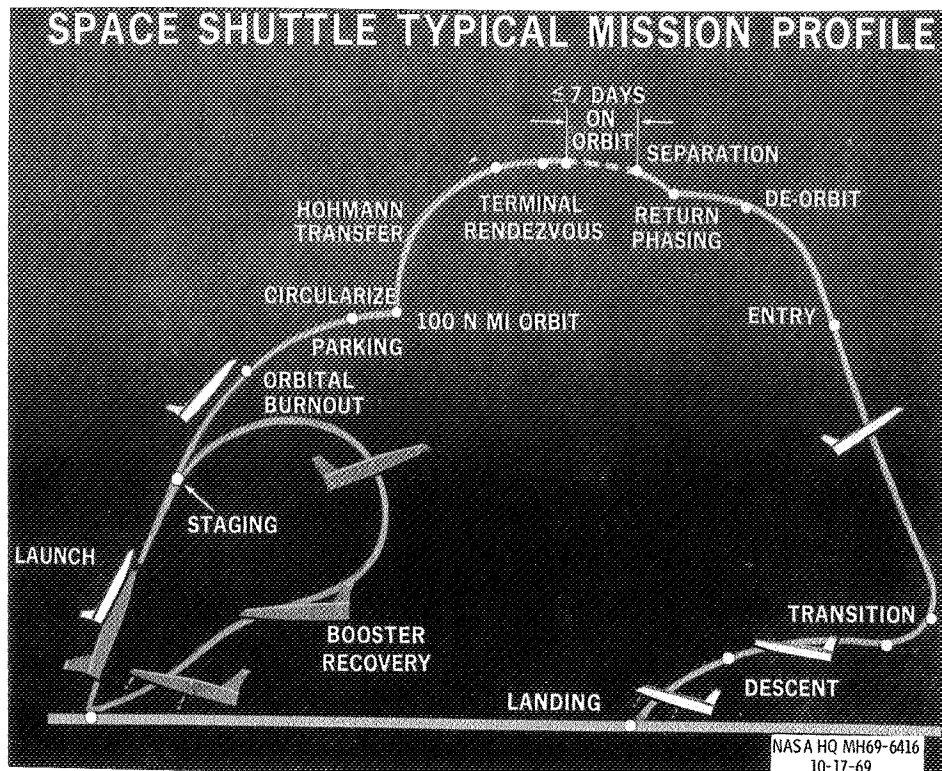 SPACE SHUTTLE TYPICAL MISSION PROFILE
≤ 7 DAYS
ON
ORBIT
SEPARATION
DE-ORBIT
HOHMANN
TRANSFER
TERMINAL
RENDEZVOUS
RETURN
PHASING
CIRCULARIZE
100 N MI ORBIT
PARKING
ENTRY
ORBITAL
BURNOUT
STAGING
LAUNCH
BOOSTER
RECOVERY
TRANSITION
DESCENT
LANDING
NASA HQ MH69-6416
10-17-69